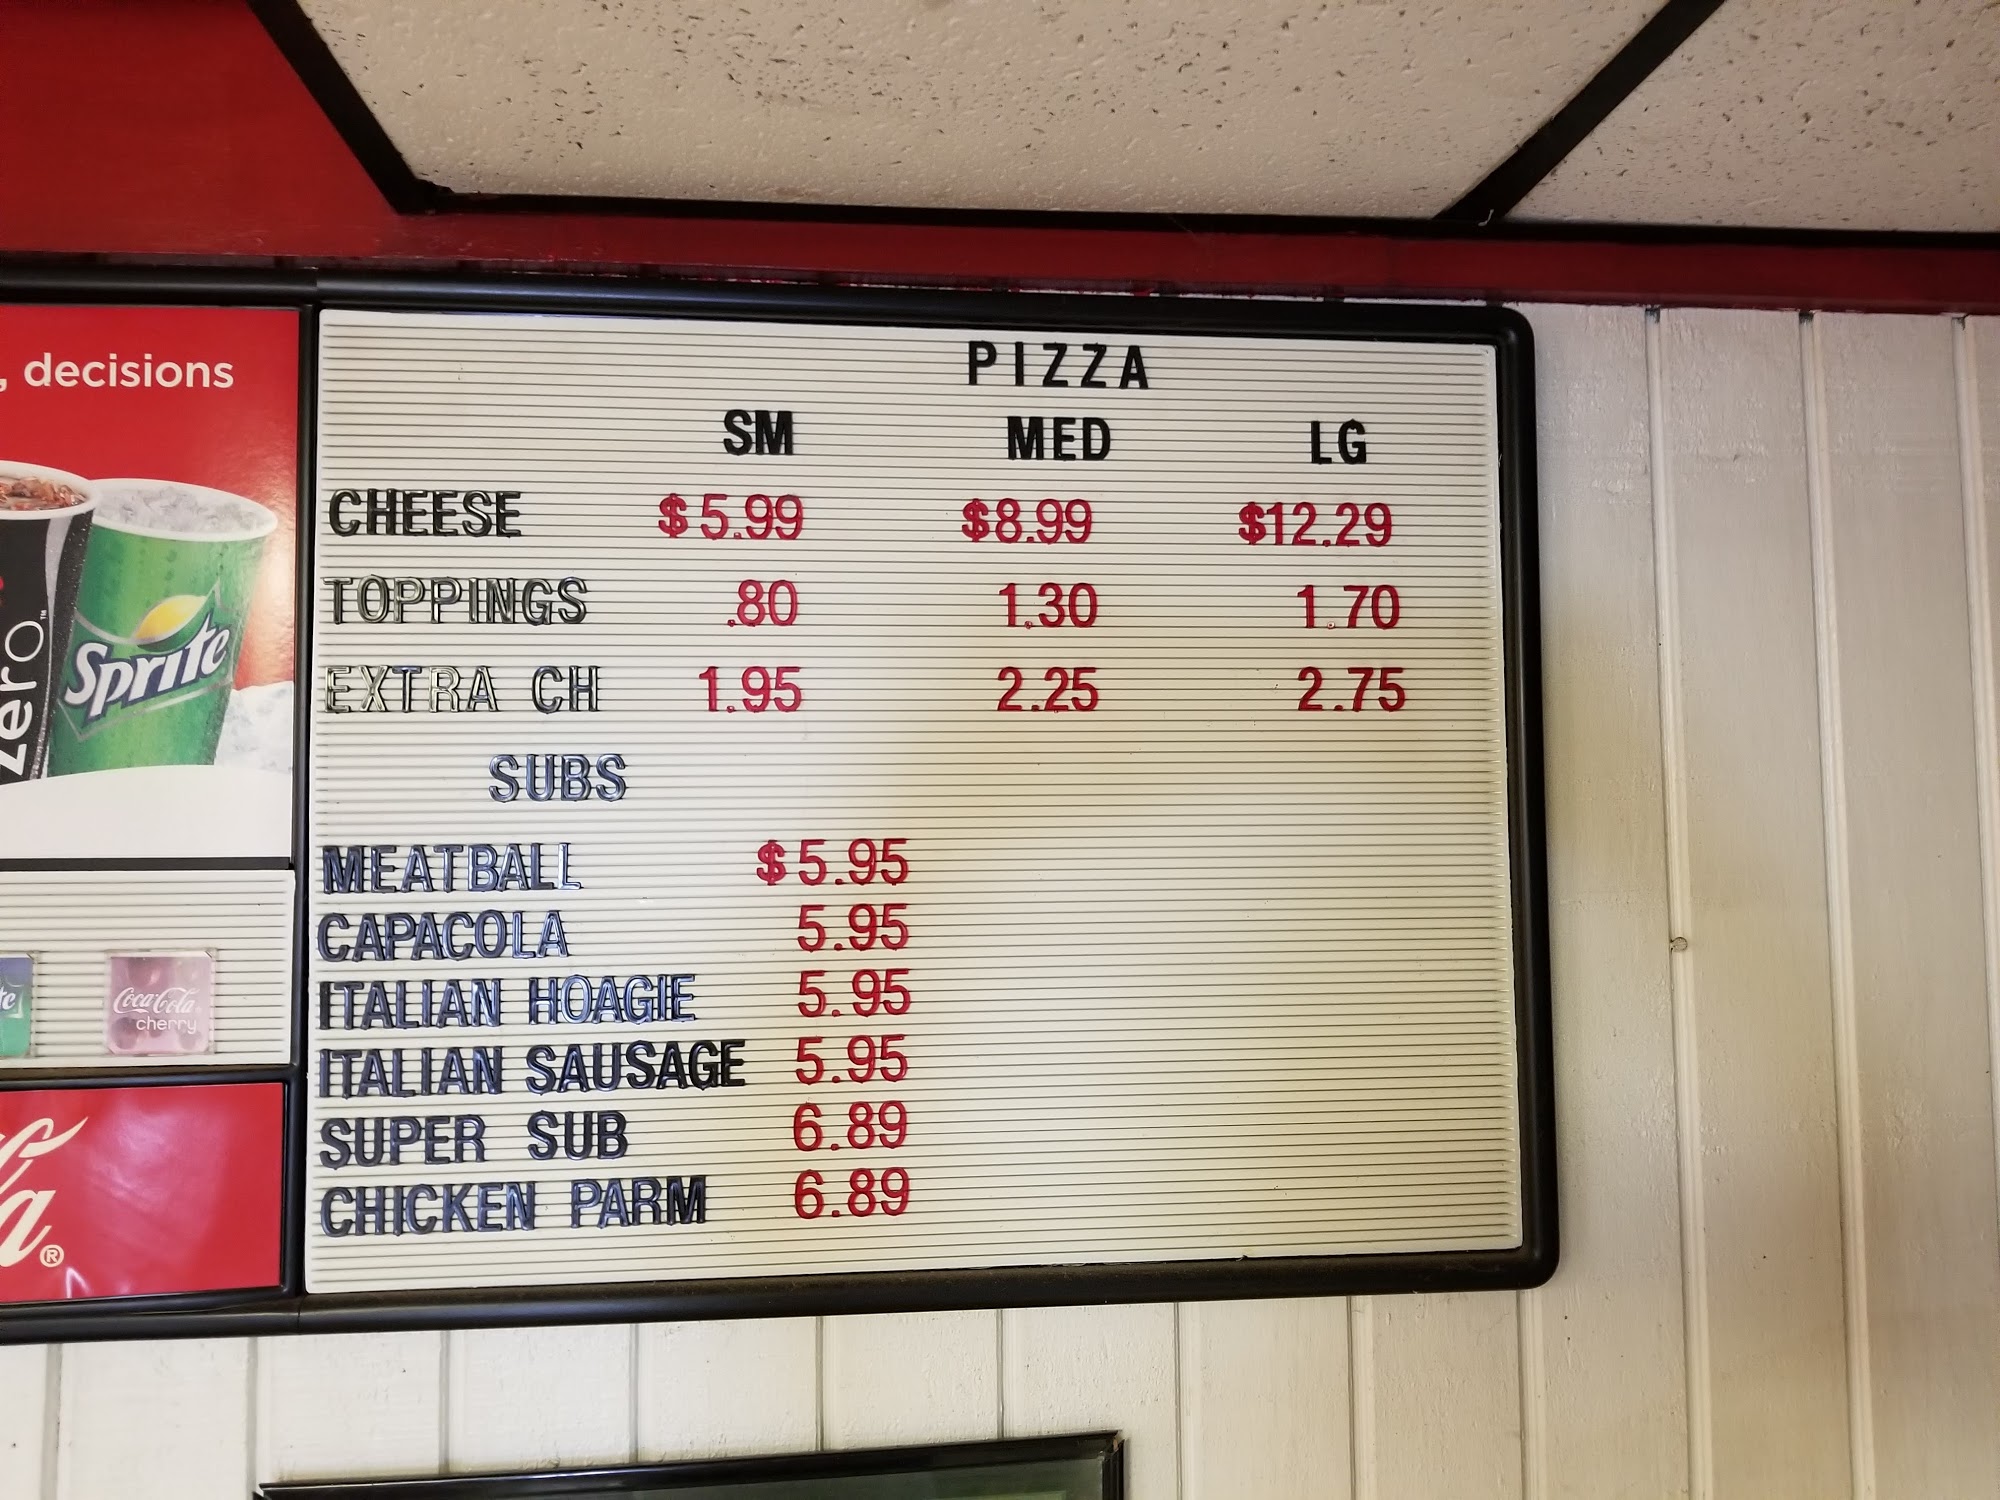 , decisions
zero™
Sprite
Coca-Cola
cherry
®
PIZZA
SM MED LG
CHEESE $5.99 $8.99 $12.29
TOPPINGS .80 1.30 1.70
EXTRA CH 1.95 2.25 2.75
SUBS
MEATBALL $5.95
CAPACOLA 5.95
ITALIAN HOAGIE 5.95
ITALIAN SAUSAGE 5.95
SUPER SUB 6.89
CHICKEN PARM 6.89